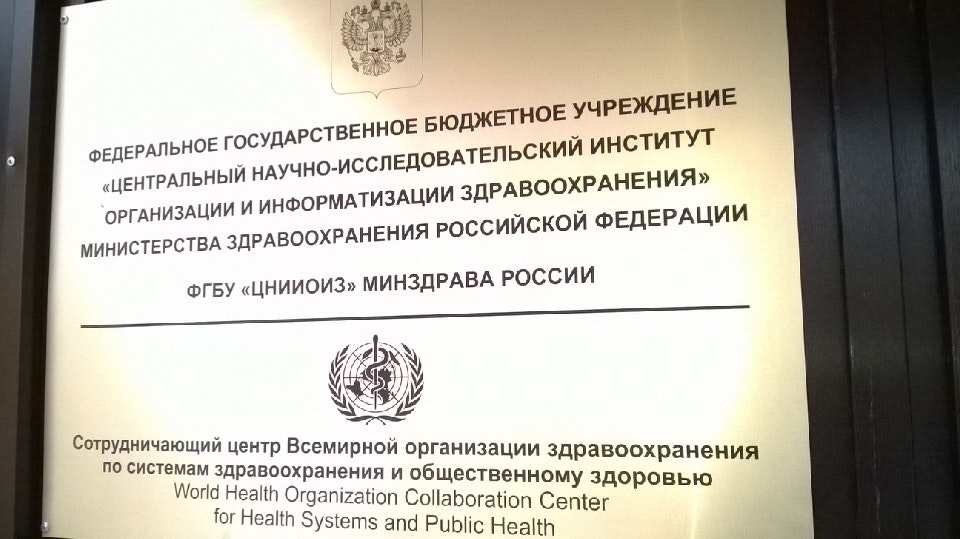 ФЕДЕРАЛЬНОЕ ГОСУДАРСТВЕННОЕ БЮДЖЕТНОЕ УЧРЕЖДЕНИЕ
«ЦЕНТРАЛЬНЫЙ НАУЧНО-ИССЛЕДОВАТЕЛЬСКИЙ ИНСТИТУТ
ОРГАНИЗАЦИИ И ИНФОРМАТИЗАЦИИ ЗДРАВООХРАНЕНИЯ»
МИНИСТЕРСТВА ЗДРАВООХРАНЕНИЯ РОССИЙСКОЙ ФЕДЕРАЦИИ
ФГБУ «ЦНИИОИЗ» МИНЗДРАВА РОССИИ
Сотрудничающий центр Всемирной организации здравоохранения
по системам здравоохранения и общественному здоровью
World Health Organization Collaboration Center
for Health Systems and Public Health